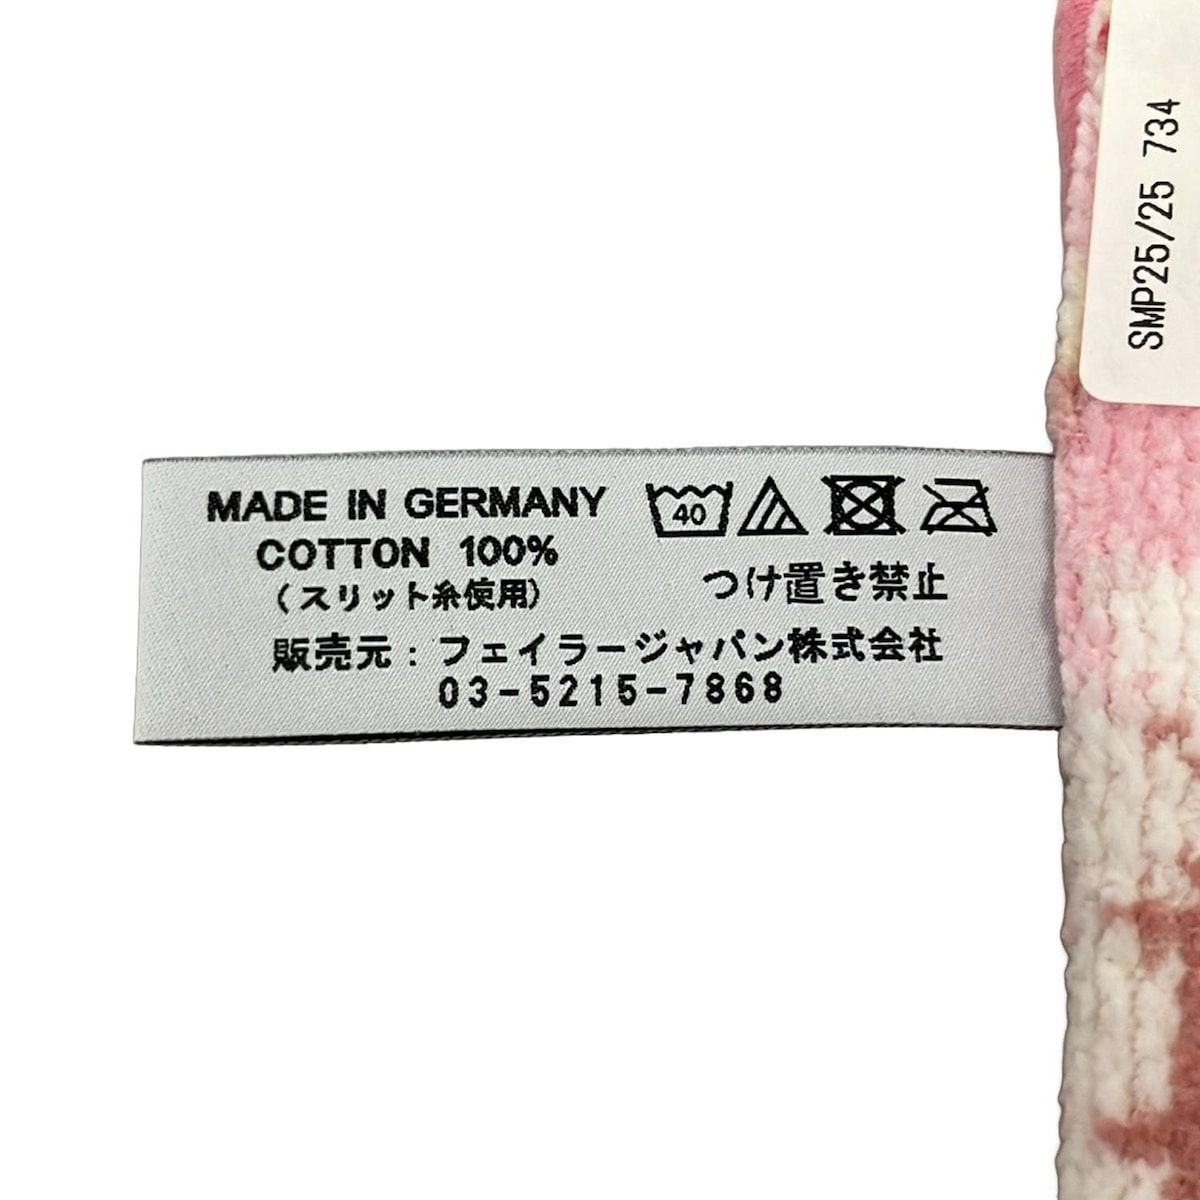 MADE IN GERMANY
COTTON 100%
(スリット糸使用)
40
つけ置き禁止
販売元：フェイラージャパン株式会社
03-5215-7868
SMP25/25 734